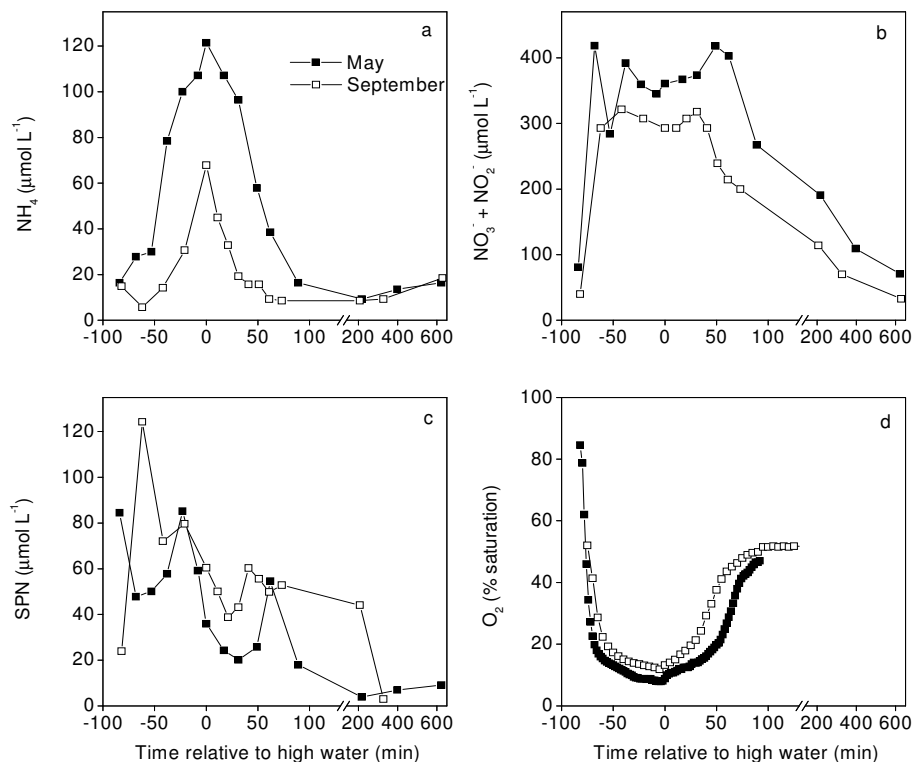 a
120
100
80
60
40
20
0
NH₄ (μmol L⁻¹)
May
September
-100 -50 0 50 100 200 400 600
b
400
300
200
100
0
NO₃⁻ + NO₂⁻ (μmol L⁻¹)
-100 -50 0 50 100 200 400 600
c
120
100
80
60
40
20
0
SPN (μmol L⁻¹)
-100 -50 0 50 100 200 400 600
Time relative to high water (min)
d
100
80
60
40
20
0
O₂ (% saturation)
-100 -50 0 50 100 200 400 600
Time relative to high water (min)